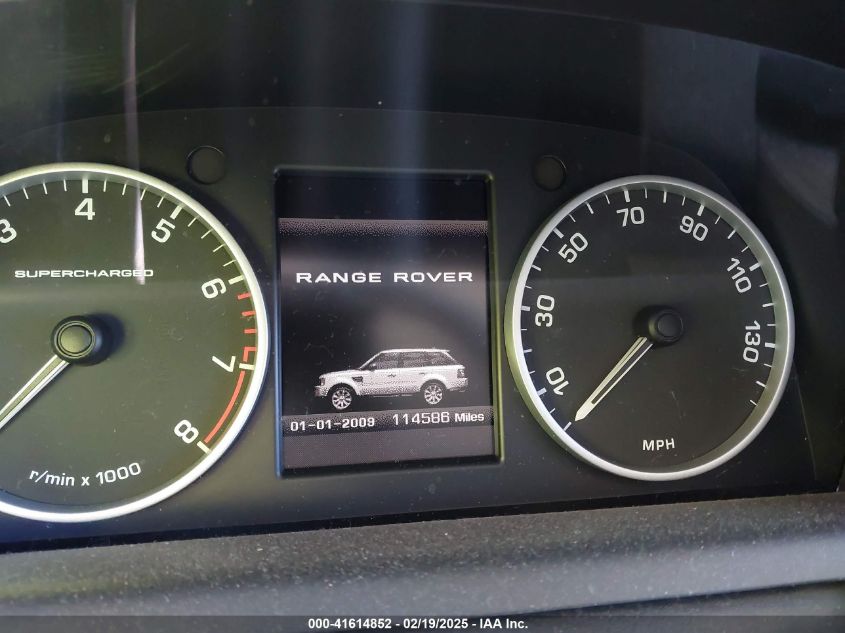 3 4 5 6 7 8
SUPERCHARGED
r/min x 1000
RANGE ROVER
01-01-2009 114586 Miles
10 30 50 70 90 110 130
MPH
000-41614852 - 02/19/2025 - IAA Inc.